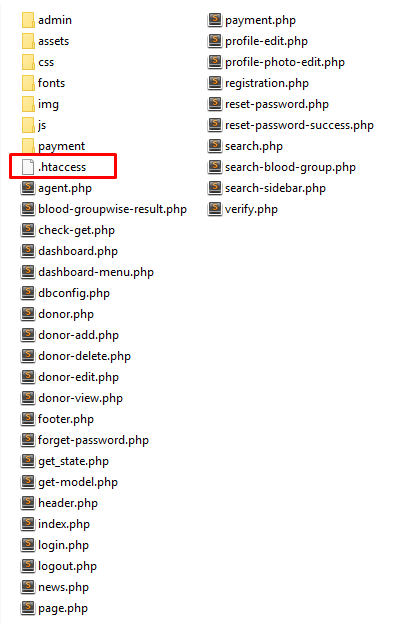 admin
assets
css
fonts
img
js
payment
.htaccess
agent.php
blood-groupwise-result.php
check-get.php
dashboard.php
dashboard-menu.php
dbconfig.php
donor.php
donor-add.php
donor-delete.php
donor-edit.php
donor-view.php
footer.php
forget-password.php
get_state.php
get-model.php
header.php
index.php
login.php
logout.php
news.php
page.php
payment.php
profile-edit.php
profile-photo-edit.php
registration.php
reset-password.php
reset-password-success.php
search.php
search-blood-group.php
search-sidebar.php
verify.php